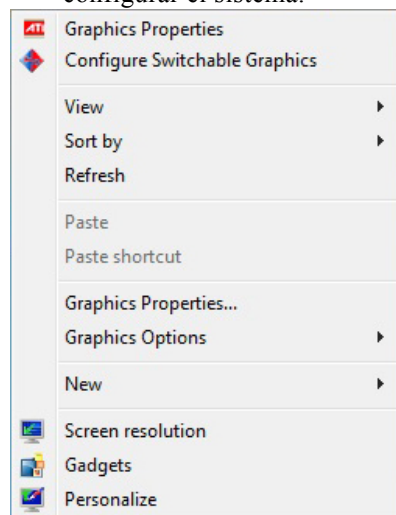 configurar el sistema.
ATI
Graphics Properties
Configure Switchable Graphics
View
Sort by
Refresh
Paste
Paste shortcut
Graphics Properties...
Graphics Options
New
Screen resolution
Gadgets
Personalize